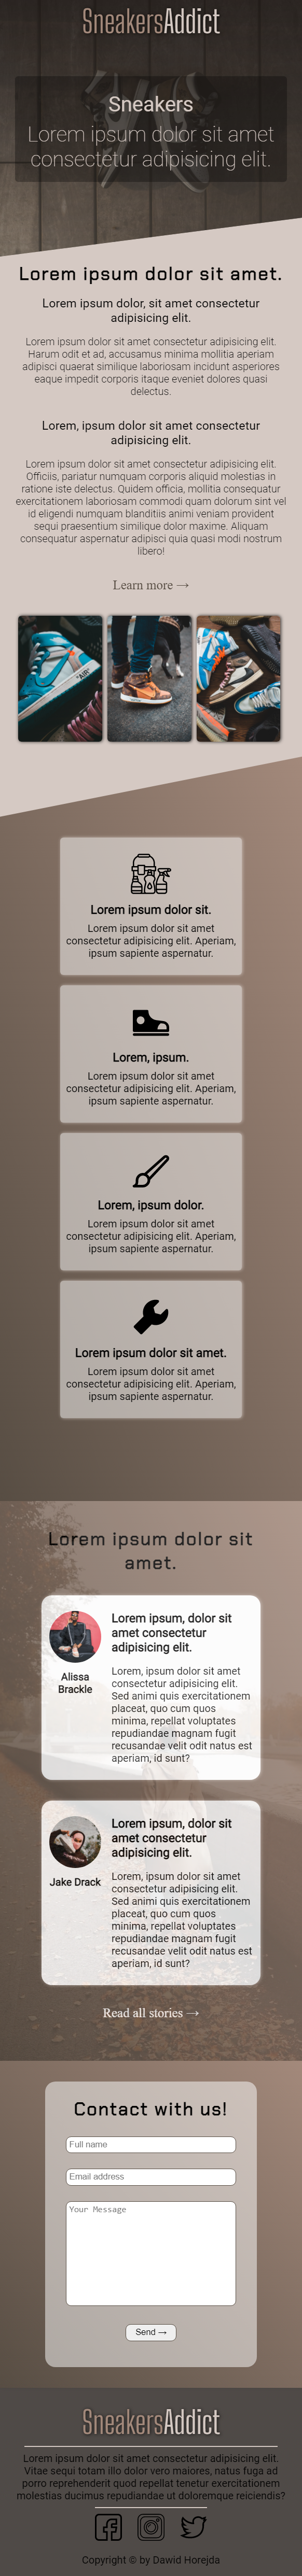 SneakersAddict
Sneakers
Lorem ipsum dolor sit amet
consectetur adipisicing elit.
Lorem ipsum dolor sit amet.
Lorem ipsum dolor, sit amet consectetur
adipisicing elit.
Lorem ipsum dolor sit amet consectetur adipisicing elit.
Harum odit et ad, accusamus minima mollitia aperiam
adipisci quaerat similique laboriosam incidunt asperiores
eaque impedit corporis itaque eveniet dolores quasi
delectus.
Lorem, ipsum dolor sit amet consectetur
adipisicing elit.
Lorem ipsum dolor sit amet consectetur adipisicing elit.
Officiis, pariatur numquam corporis aliquid molestias in
ratione iste delectus. Quidem officia, mollitia consequatur
exercitationem laboriosam commodi quam dolorum sint vel
id eligendi numquam blanditiis animi veniam provident
sequi praesentium similique dolor maxime. Aliquam
consequatur aspernatur adipisci quia quasi modi nostrum
libero!
Learn more →
"AIR"
Lorem ipsum dolor sit.
Lorem ipsum dolor sit amet
consectetur adipisicing elit. Aperiam,
ipsum sapiente aspernatur.
Lorem, ipsum.
Lorem ipsum dolor sit amet
consectetur adipisicing elit. Aperiam,
ipsum sapiente aspernatur.
Lorem, ipsum dolor.
Lorem ipsum dolor sit amet
consectetur adipisicing elit. Aperiam,
ipsum sapiente aspernatur.
Lorem ipsum dolor sit amet.
Lorem ipsum dolor sit amet
consectetur adipisicing elit. Aperiam,
ipsum sapiente aspernatur.
Lorem ipsum dolor sit
amet.
Alissa
Brackle
Lorem ipsum, dolor sit
amet consectetur
adipisicing elit.
Lorem, ipsum dolor sit amet
consectetur adipisicing elit.
Sed animi quis exercitationem
placeat, quo cum quos
minima, repellat voluptates
repudiandae magnam fugit
recusandae velit odit natus est
aperiam, id sunt?
Jake Drack
Lorem ipsum, dolor sit
amet consectetur
adipisicing elit.
Lorem, ipsum dolor sit amet
consectetur adipisicing elit.
Sed animi quis exercitationem
placeat, quo cum quos
minima, repellat voluptates
repudiandae magnam fugit
recusandae velit odit natus est
aperiam, id sunt?
Read all stories →
Contact with us!
Full name
Email address
Your Message
Send →
SneakersAddict
Lorem ipsum dolor sit amet consectetur adipisicing elit.
Vitae sequi totam illo dolor vero maiores, natus fuga ad
porro reprehenderit quod repellat tenetur exercitationem
molestias ducimus repudiandae ut doloremque reiciendis?
Copyright © by Dawid Horejda